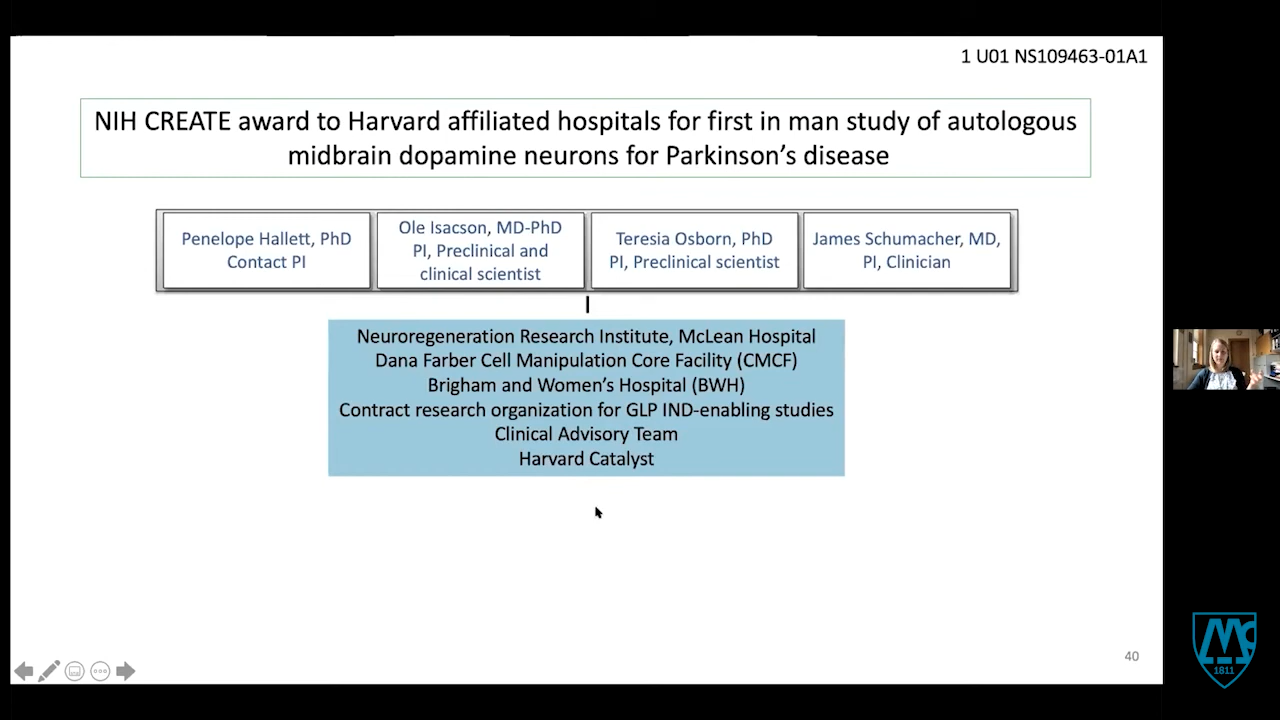 1 U01 NS109463-01A1
NIH CREATE award to Harvard affiliated hospitals for first in man study of autologous
midbrain dopamine neurons for Parkinson's disease
Penelope Hallett, PhD
Contact PI
Ole Isacson, MD-PhD
PI, Preclinical and
clinical scientist
Teresia Osborn, PhD
PI, Preclinical scientist
James Schumacher, MD,
PI, Clinician
Neuroregeneration Research Institute, McLean Hospital
Dana Farber Cell Manipulation Core Facility (CMCF)
Brigham and Women's Hospital (BWH)
Contract research organization for GLP IND-enabling studies
Clinical Advisory Team
Harvard Catalyst
40
Mc
1811